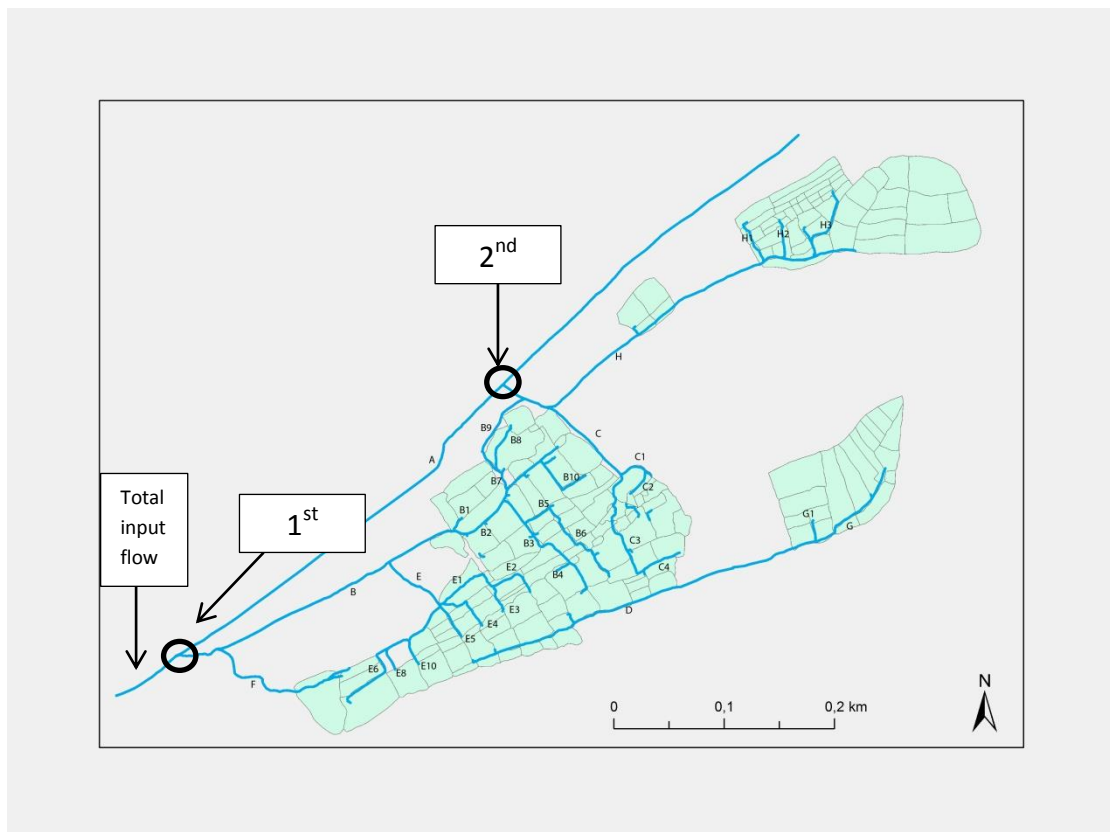 2nd
H1
H2
H3
H
B9
B8
C
A
C1
B7
B10
C2
Total
input
flow
1st
B1
B5
G1
G
B2
B3
B6
C3
E2
B4
C4
B
E
E1
D
E3
E4
E5
E6
E8
E10
F
N
0
0,1
0,2 km